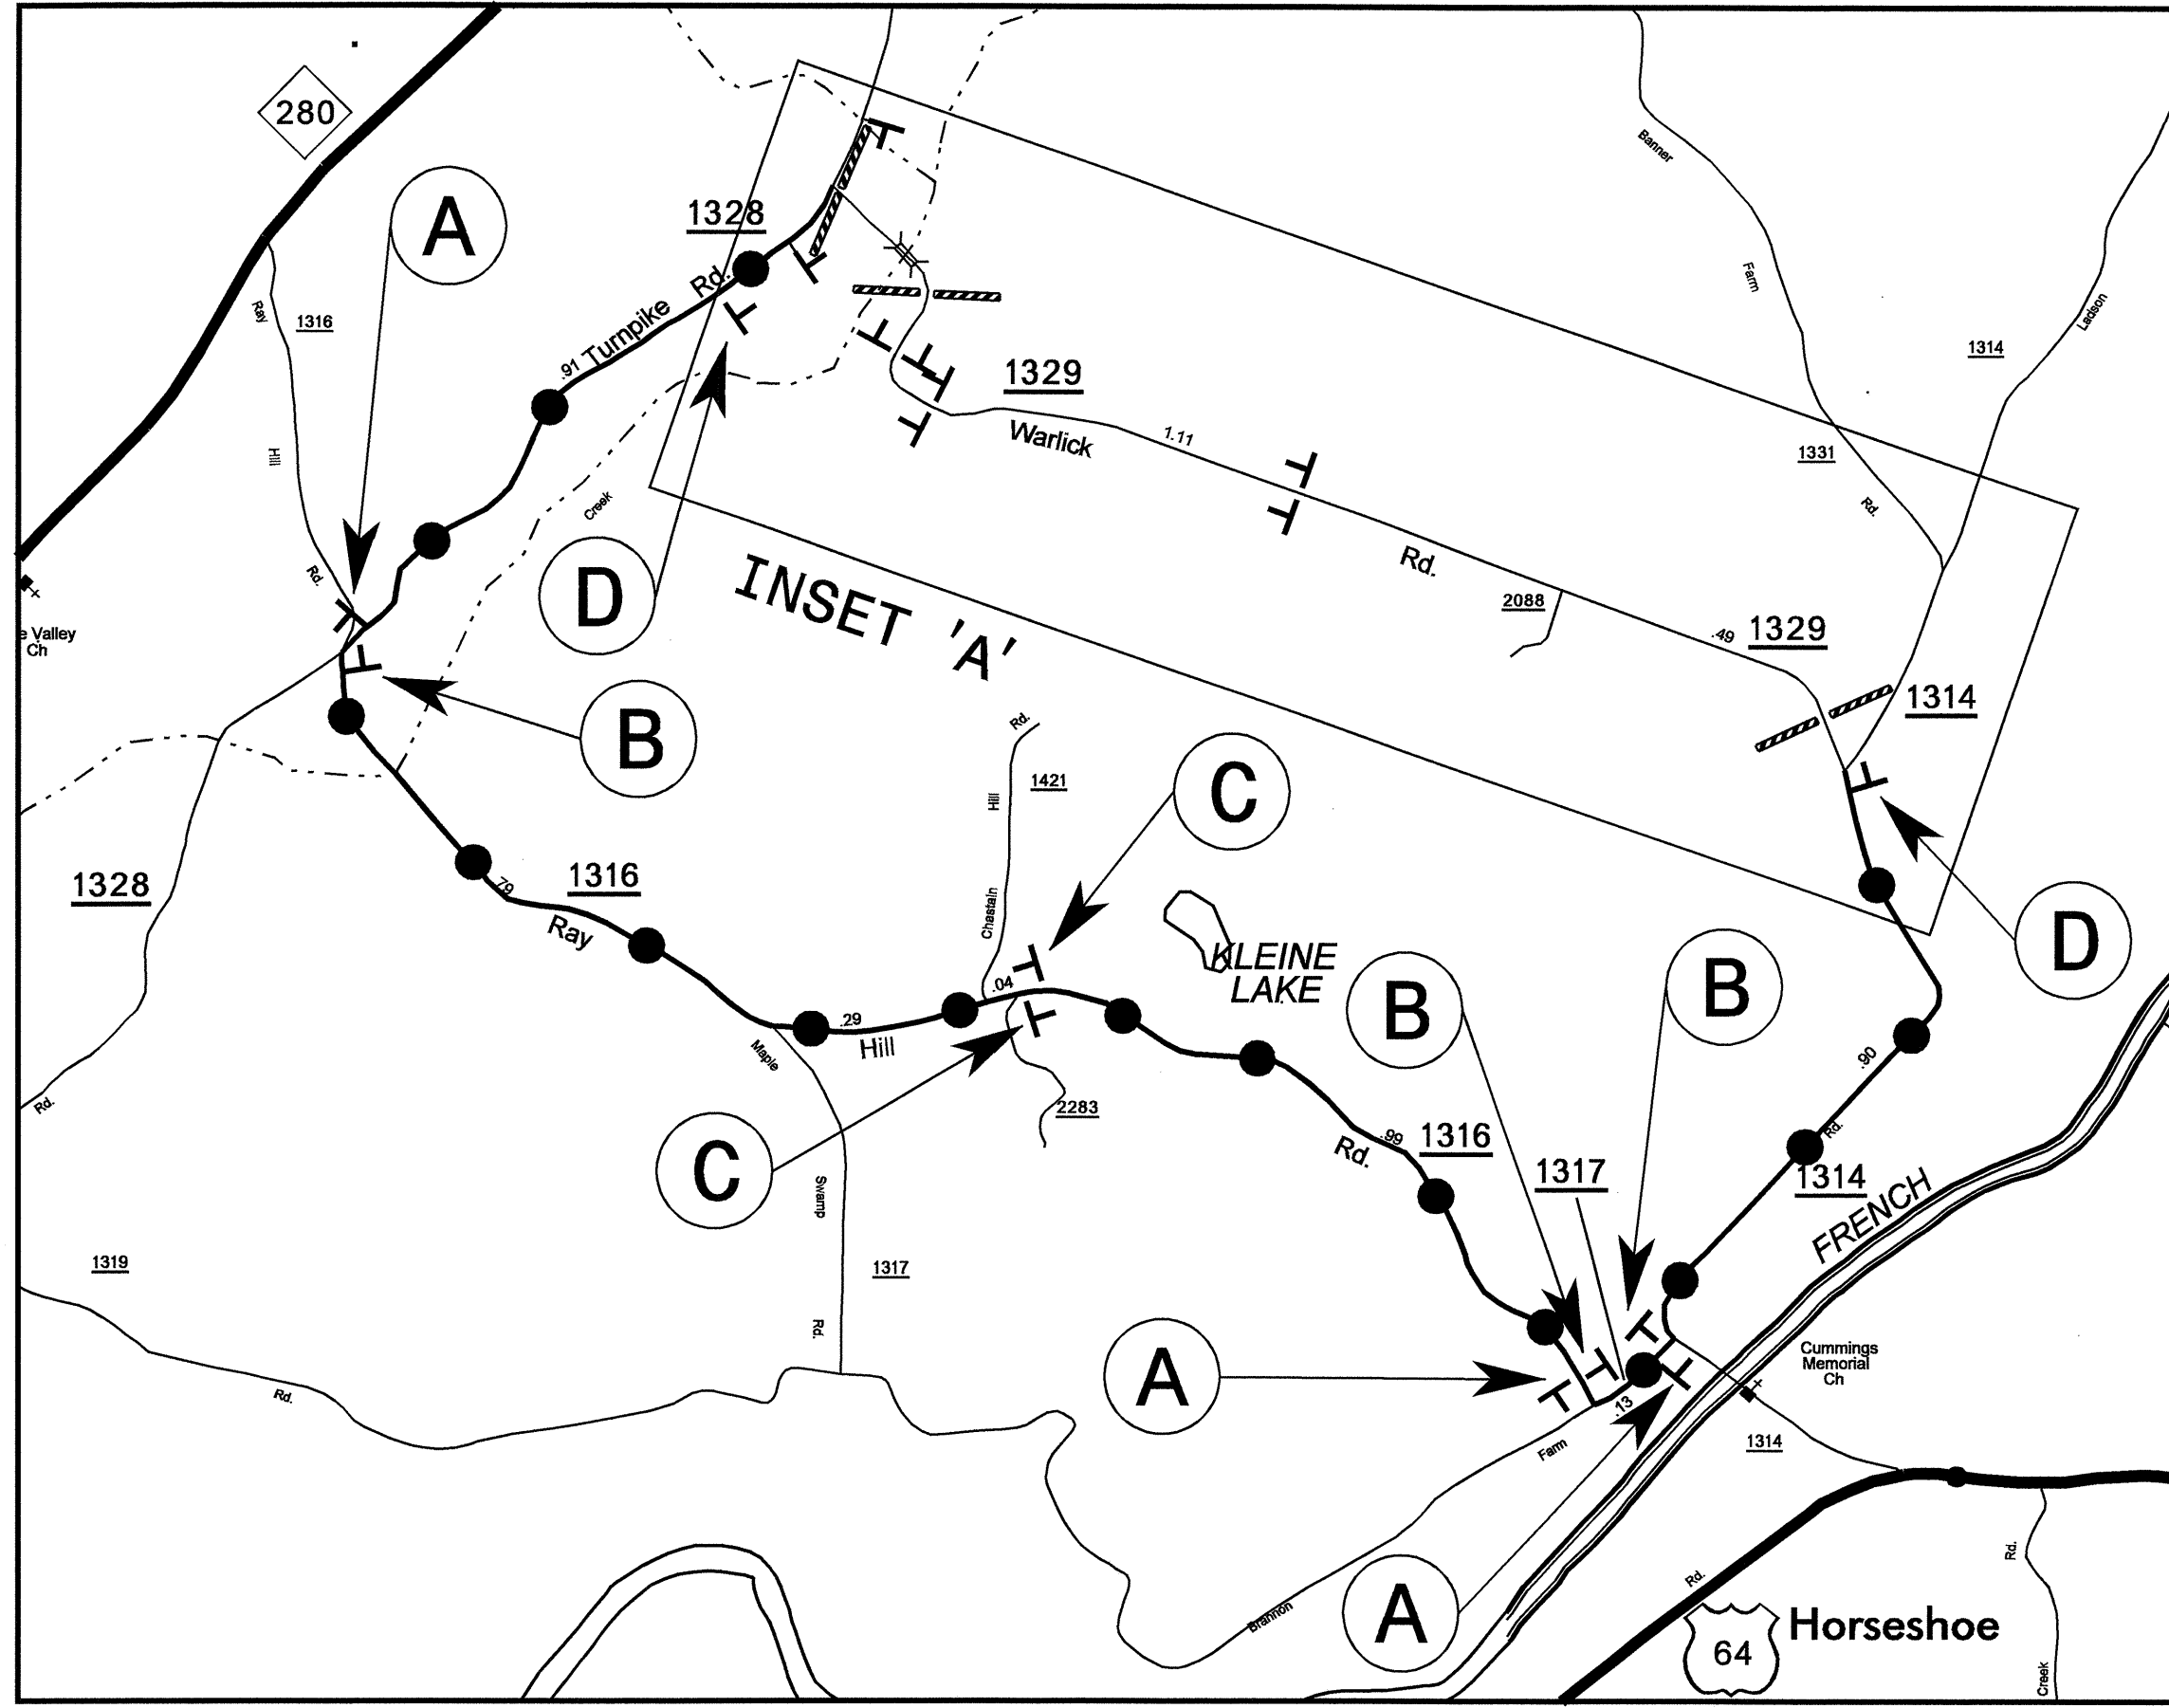 280
A
1328
Ray
1316
Hill
Rd.
.91 Turnpike Rd.
Creek
D
B
e Valley
Ch
INSET 'A'
1329
Warlick
1.11
Rd.
2088
.49
1329
1314
Banner
Farm
Rd.
1331
1314
Ladson
Rd.
1421
Hill
Chastain
C
KLEINE
LAKE
B
B
D
1328
Rd.
.79
1316
Ray
.29
Hill
.04
Maple
Swamp
Rd.
2283
C
.99
Rd.
1316
1317
.90
Rd.
1314
FRENCH
1319
Rd.
1317
A
.13
Farm
Brannon
A
Cummings
Memorial
Ch
1314
Rd.
64
Horseshoe
Rd.
Creek